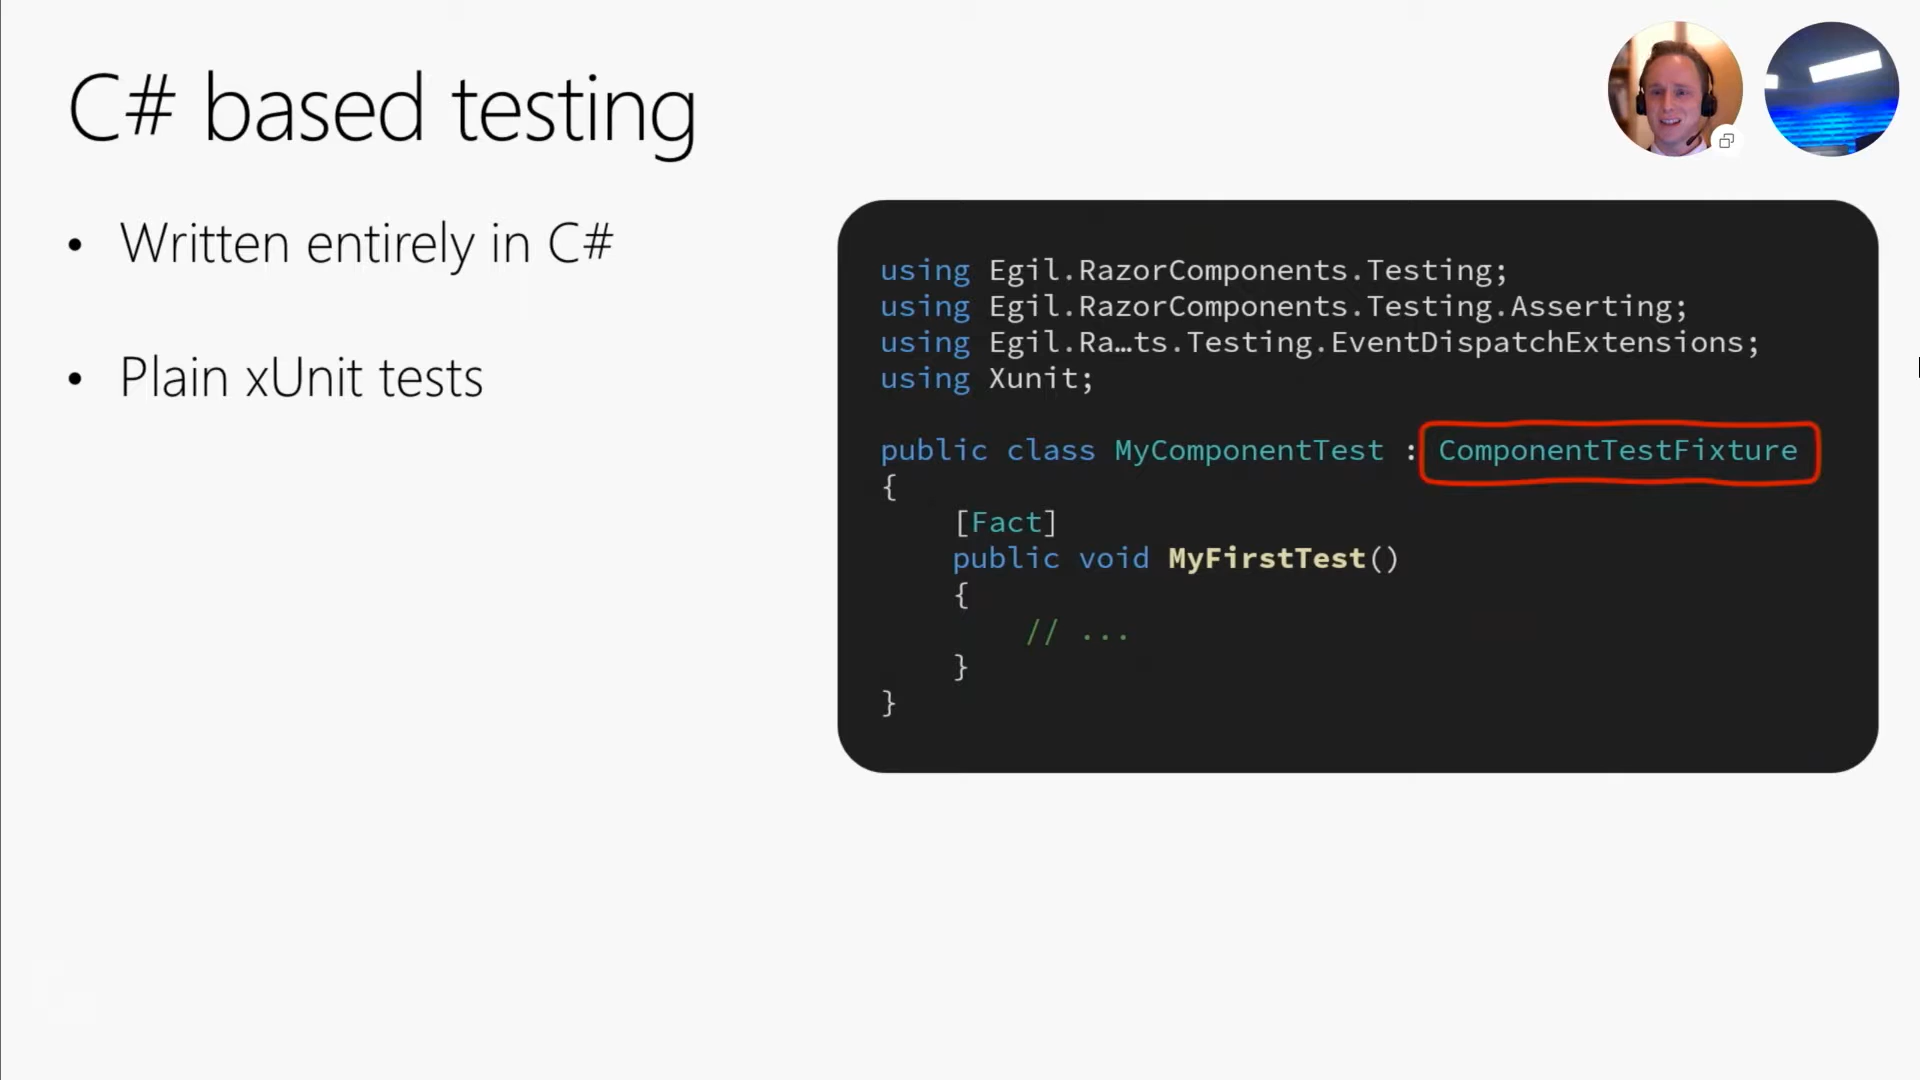 C# based testing
• Written entirely in C#
• Plain xUnit tests
using Egil.RazorComponents.Testing;
using Egil.RazorComponents.Testing.Asserting;
using Egil.Ra…ts.Testing.EventDispatchExtensions;
using Xunit;
public class MyComponentTest : ComponentTestFixture
{
[Fact]
public void MyFirstTest()
{
// ...
}
}